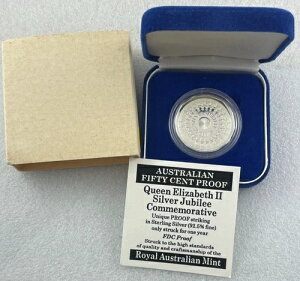 AUSTRALIAN
FIFTY CENT PROOF
Queen Elizabeth II
Silver Jubilee
Commemorative
Unique PROOF striking
in Sterling Silver (92.5% fine)
only struck for one year
FDC Proof
Struck to the high standards
of quality and craftsmanship of the
Royal Australian Mint